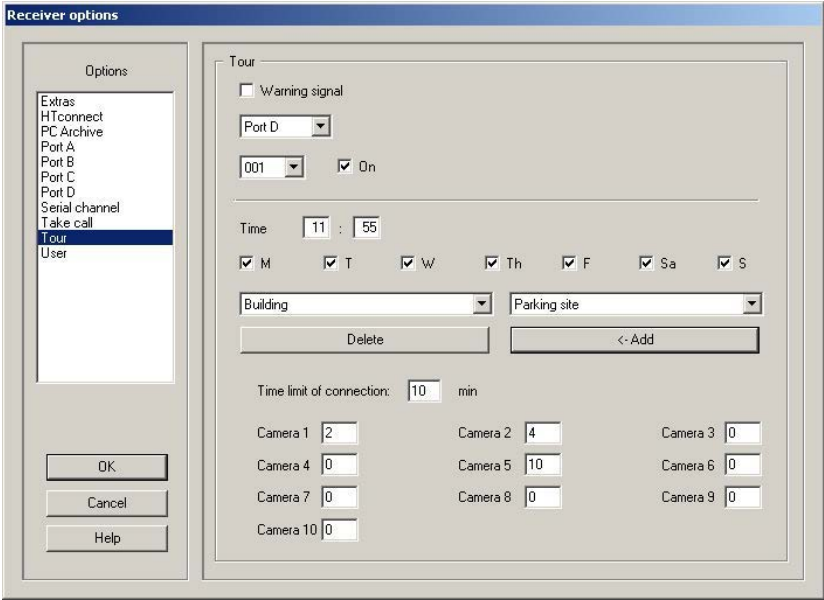 Receiver options
Options
Extras
HTconnect
PC Archive
Port A
Port B
Port C
Port D
Serial channel
Take call
Tour
User
OK
Cancel
Help
Tour
Warning signal
Port D
001 On
Time 11 : 55
M T W Th F Sa S
Building Parking site
Delete <- Add
Time limit of connection: 10 min
Camera 1 2 Camera 2 4 Camera 3 0
Camera 4 0 Camera 5 10 Camera 6 0
Camera 7 0 Camera 8 0 Camera 9 0
Camera 10 0